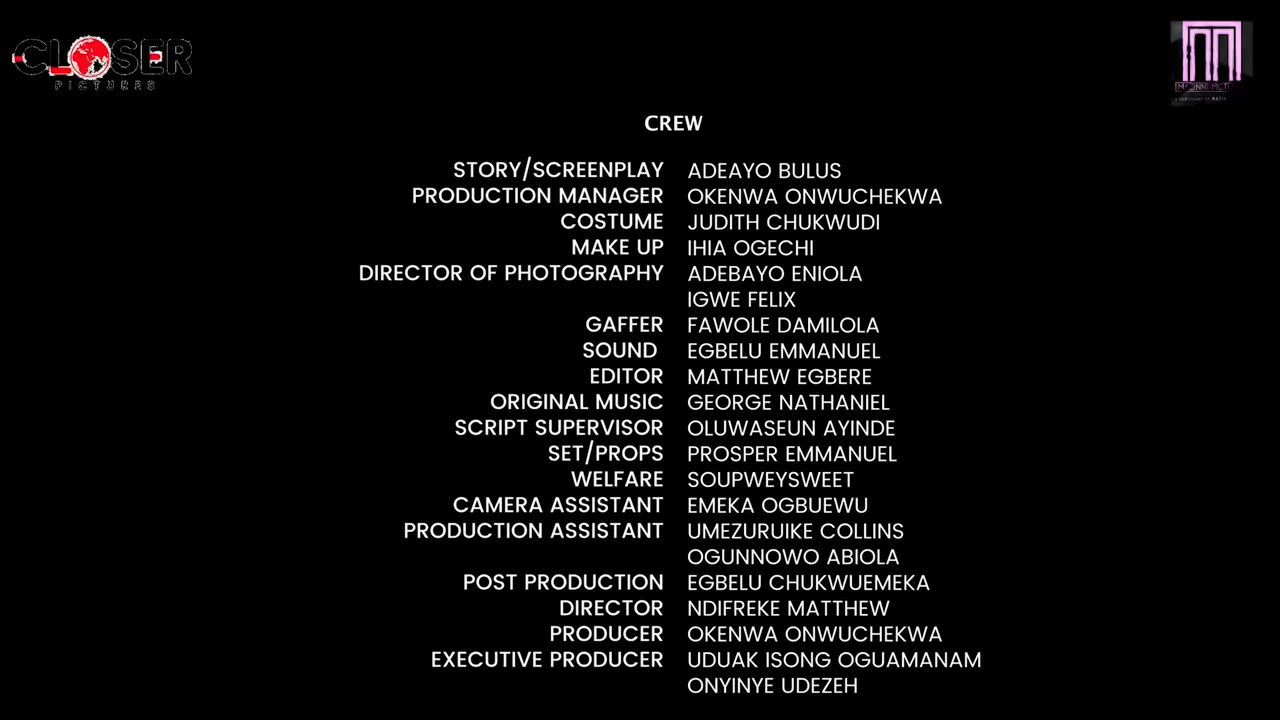 CLOSER
PICTURES
CREW
STORY/SCREENPLAY ADEAYO BULUS
PRODUCTION MANAGER OKENWA ONWUCHEKWA
COSTUME JUDITH CHUKWUDI
MAKE UP IHIA OGECHI
DIRECTOR OF PHOTOGRAPHY ADEBAYO ENIOLA
IGWE FELIX
GAFFER FAWOLE DAMILOLA
SOUND EGBELU EMMANUEL
EDITOR MATTHEW EGBERE
ORIGINAL MUSIC GEORGE NATHANIEL
SCRIPT SUPERVISOR OLUWASEUN AYINDE
SET/PROPS PROSPER EMMANUEL
WELFARE SOUPWEYSWEET
CAMERA ASSISTANT EMEKA OGBUEWU
PRODUCTION ASSISTANT UMEZURUIKE COLLINS
OGUNNOWO ABIOLA
POST PRODUCTION EGBELU CHUKWUEMEKA
DIRECTOR NDIFREKE MATTHEW
PRODUCER OKENWA ONWUCHEKWA
EXECUTIVE PRODUCER UDUAK ISONG OGUAMANAM
ONYINYE UDEZEH